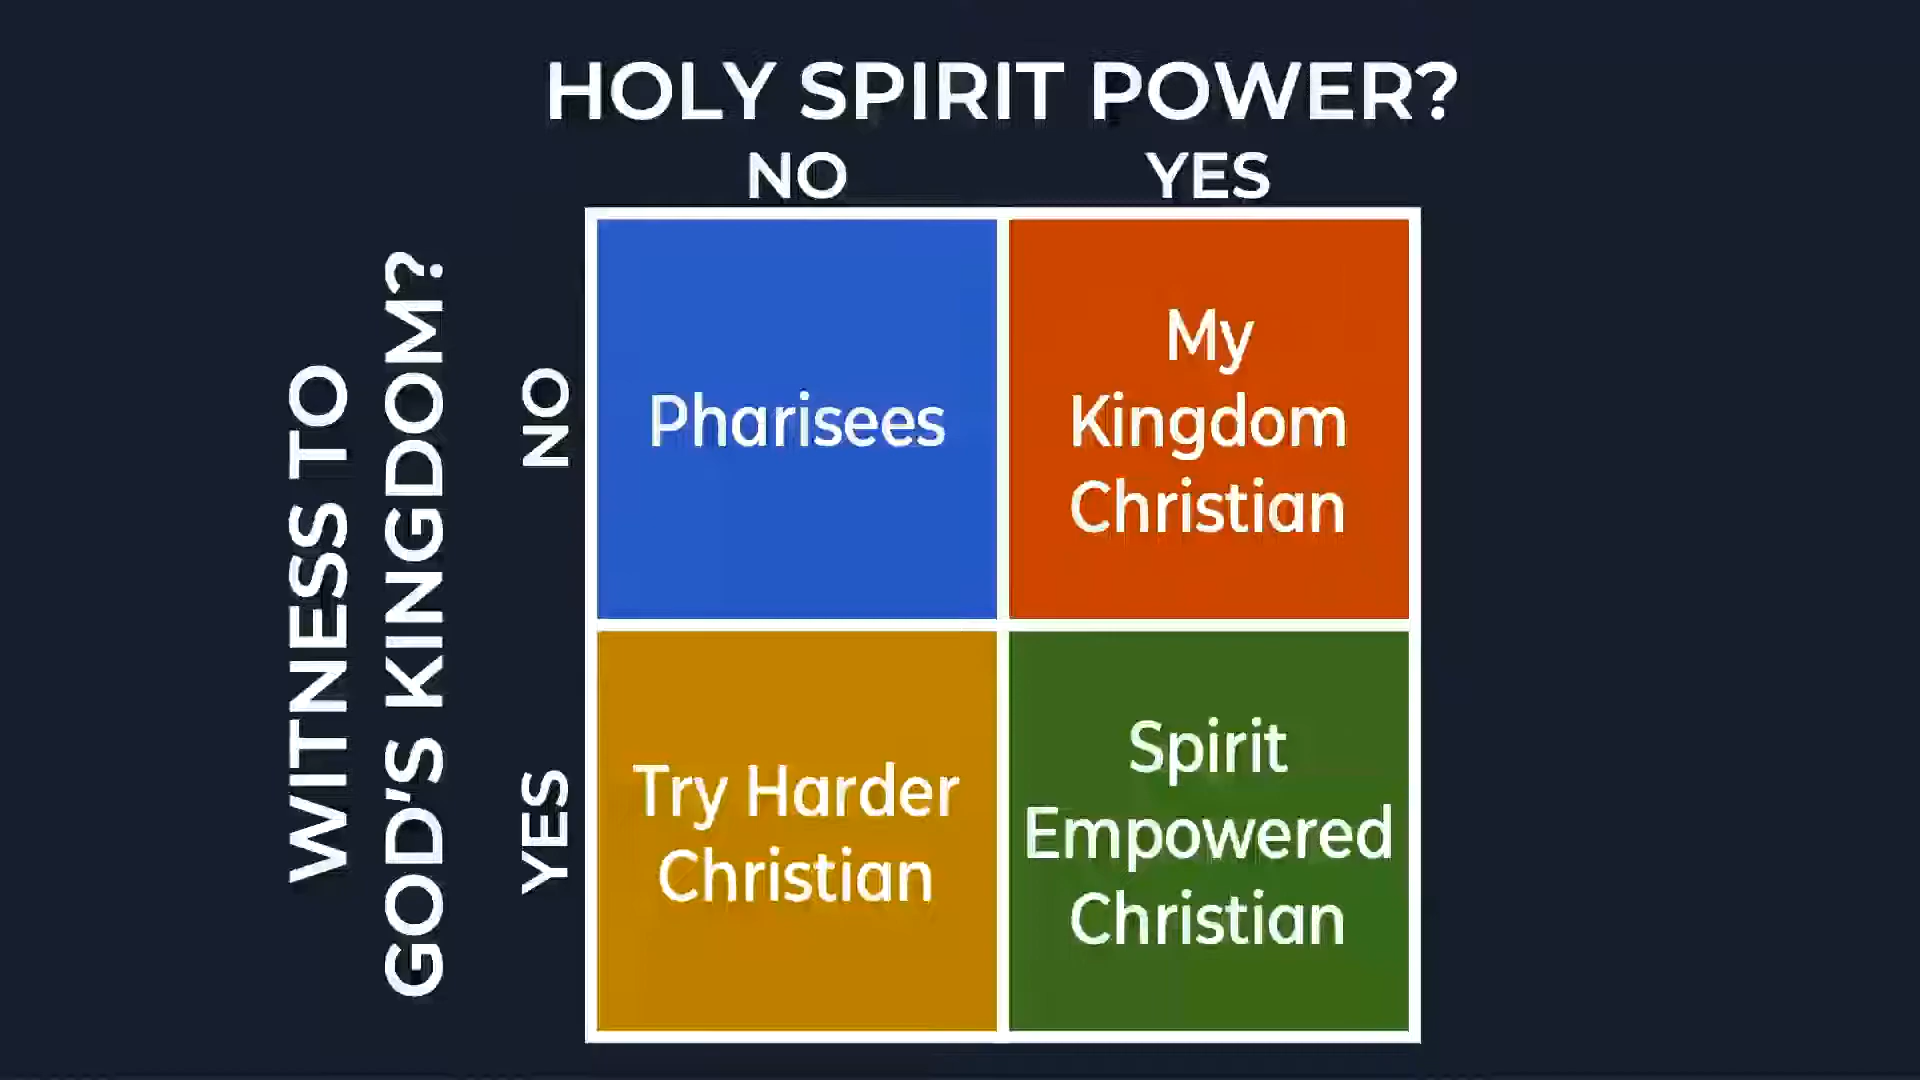 HOLY SPIRIT POWER?
NO
YES
WITNESS TO
GOD'S KINGDOM?
NO
Pharisees
My
Kingdom
Christian
YES
Try Harder
Christian
Spirit
Empowered
Christian